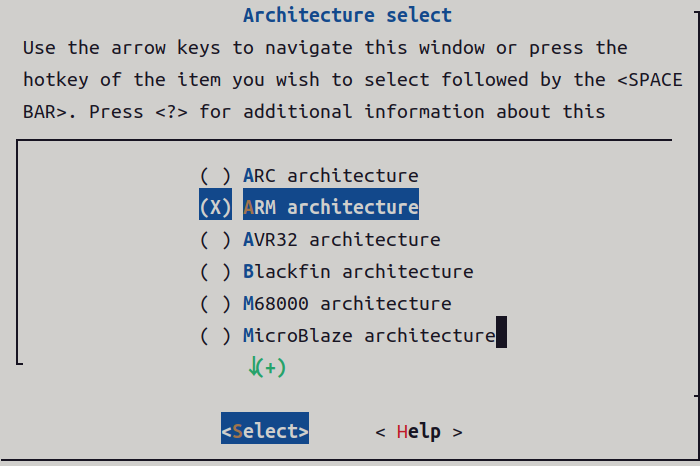 Architecture select
Use the arrow keys to navigate this window or press the
hotkey of the item you wish to select followed by the <SPACE
BAR>. Press <?> for additional information about this
( ) ARC architecture
(X) ARM architecture
( ) AVR32 architecture
( ) Blackfin architecture
( ) M68000 architecture
( ) MicroBlaze architecture
↓(+)
<Select> < Help >